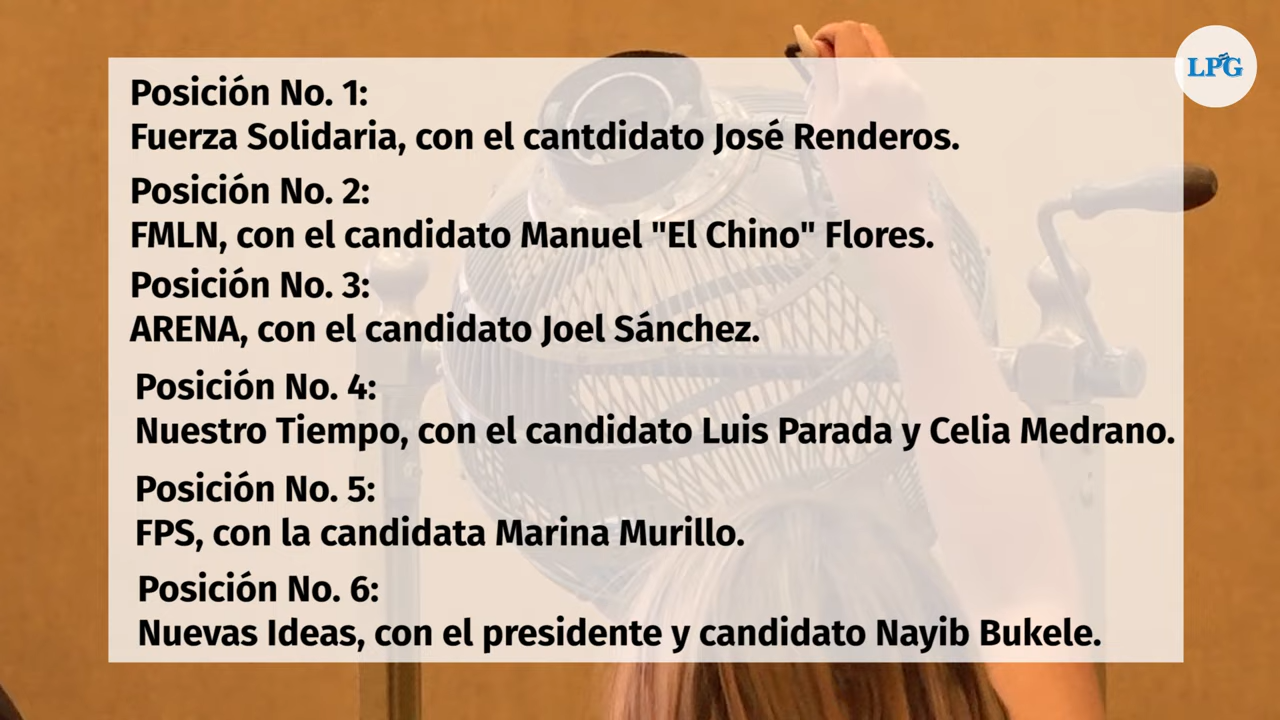 LPG
Posición No. 1:
Fuerza Solidaria, con el cantdidato José Renderos.
Posición No. 2:
FMLN, con el candidato Manuel "El Chino" Flores.
Posición No. 3:
ARENA, con el candidato Joel Sánchez.
Posición No. 4:
Nuestro Tiempo, con el candidato Luis Parada y Celia Medrano.
Posición No. 5:
FPS, con la candidata Marina Murillo.
Posición No. 6:
Nuevas Ideas, con el presidente y candidato Nayib Bukele.